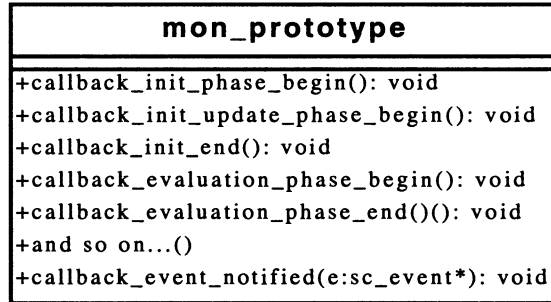 mon_prototype
+callback_init_phase_begin(): void
+callback_init_update_phase_begin(): void
+callback_init_end(): void
+callback_evaluation_phase_begin(): void
+callback_evaluation_phase_end()(): void
+and so on...()
+callback_event_notified(e:sc_event*): void